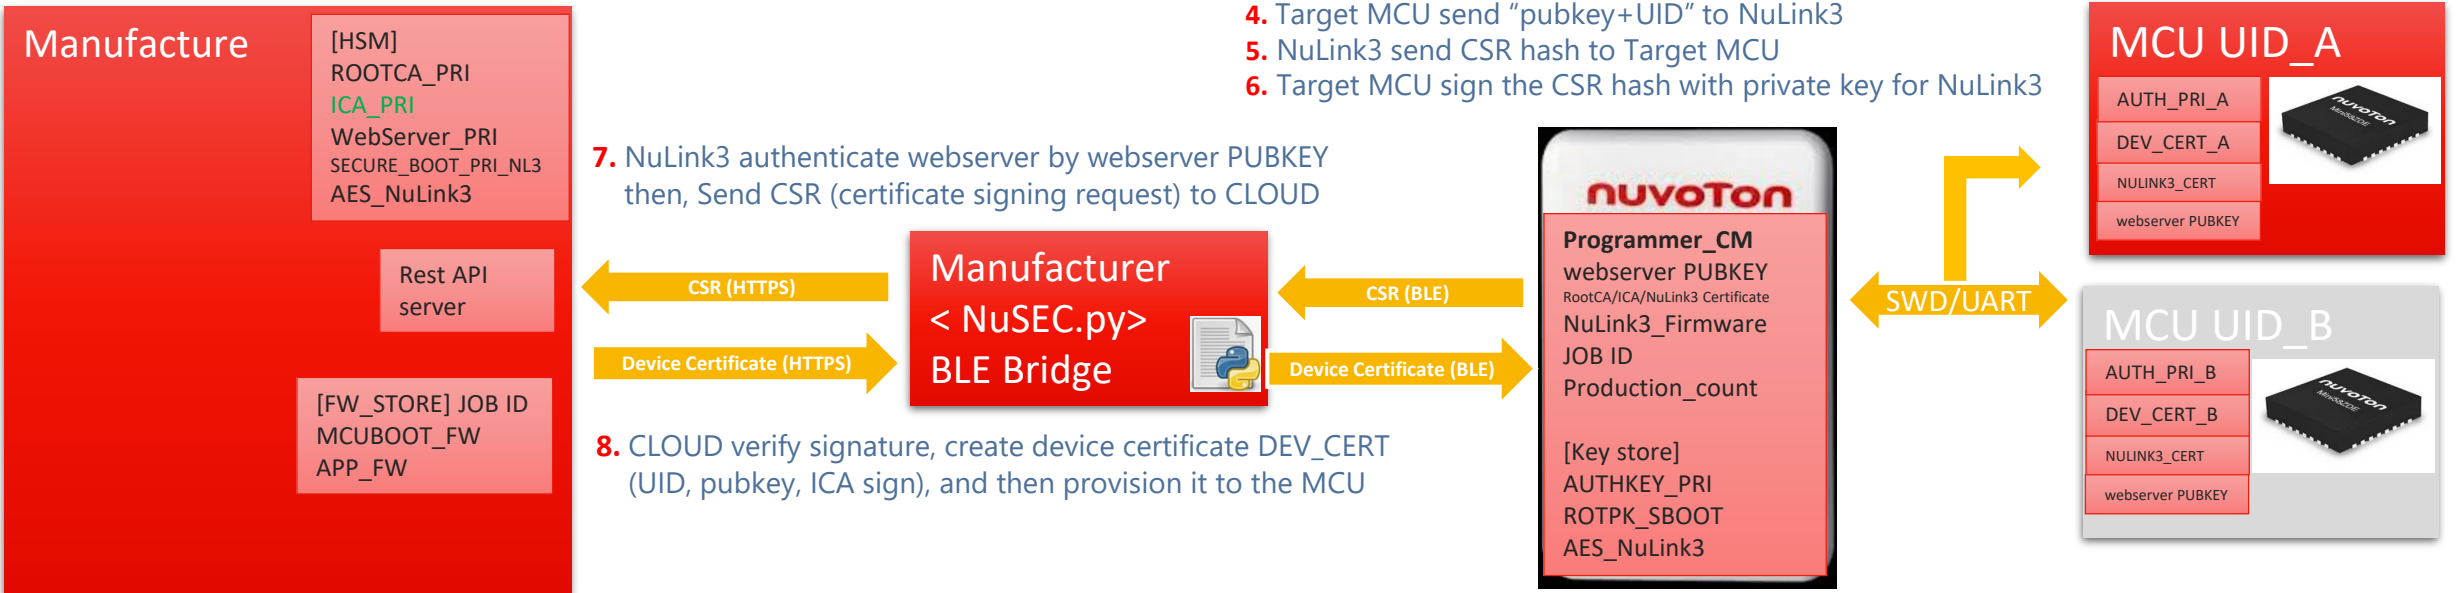 Manufacture
[HSM]
ROOTCA_PRI
ICA_PRI
WebServer_PRI
SECURE_BOOT_PRI_NL3
AES_NuLink3
Rest API
server
[FW_STORE] JOB ID
MCUBOOT_FW
APP_FW
4. Target MCU send “pubkey+UID” to NuLink3
5. NuLink3 send CSR hash to Target MCU
6. Target MCU sign the CSR hash with private key for NuLink3
7. NuLink3 authenticate webserver by webserver PUBKEY
then, Send CSR (certificate signing request) to CLOUD
CSR (HTTPS)
Device Certificate (HTTPS)
Manufacturer
< NuSEC.py>
BLE Bridge
CSR (BLE)
Device Certificate (BLE)
8. CLOUD verify signature, create device certificate DEV_CERT
(UID, pubkey, ICA sign), and then provision it to the MCU
nuvoTon
Programmer_CM
webserver PUBKEY
RootCA/ICA/NuLink3 Certificate
NuLink3_Firmware
JOB ID
Production_count
[Key store]
AUTHKEY_PRI
ROTPK_SBOOT
AES_NuLink3
SWD/UART
MCU UID_A
AUTH_PRI_A
DEV_CERT_A
NULINK3_CERT
webserver PUBKEY
nuvoTon
Mini58ZDE
MCU UID_B
AUTH_PRI_B
DEV_CERT_B
NULINK3_CERT
webserver PUBKEY
nuvoTon
Mini58ZDE